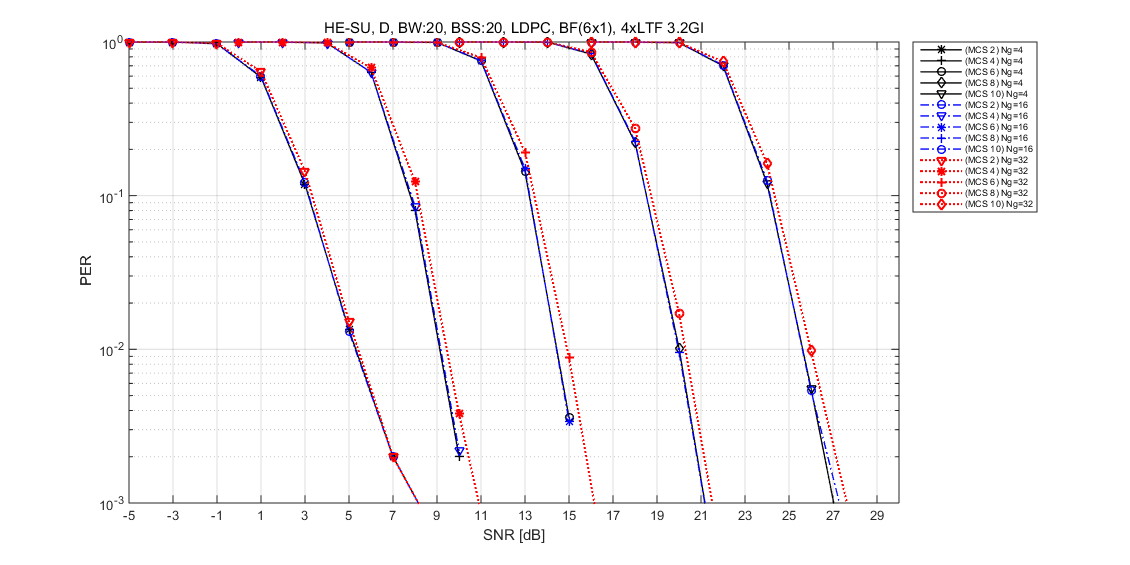 HE-SU, D, BW:20, BSS:20, LDPC, BF(6x1), 4xLTF 3.2GI
10^0
10^-1
10^-2
10^-3
PER
-5 -3 -1 1 3 5 7 9 11 13 15 17 19 21 23 25 27 29
SNR [dB]
(MCS 2) Ng=4
(MCS 4) Ng=4
(MCS 6) Ng=4
(MCS 8) Ng=4
(MCS 10) Ng=4
(MCS 2) Ng=16
(MCS 4) Ng=16
(MCS 6) Ng=16
(MCS 8) Ng=16
(MCS 10) Ng=16
(MCS 2) Ng=32
(MCS 4) Ng=32
(MCS 6) Ng=32
(MCS 8) Ng=32
(MCS 10) Ng=32